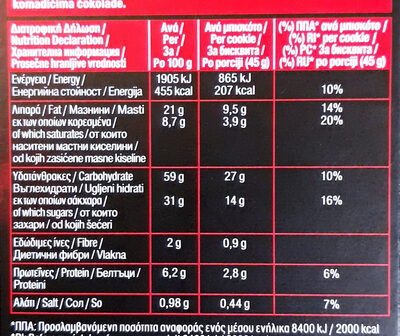 komadićima čokolade.
Διατροφική Δήλωση / Ανά/ Ανά μπισκότο/ (%) ΠΠΑ* ανά μπισκότο/
Nutrition Declaration / Per/ Per cookie/ (%) RI* per cookie/
Хранителна информация / За/ За бисквита/ (%) РС* За бисквита/
Prosečne hranljive vrednosti Po 100 g Po porciji (45 g) (%) RU* po porciji (45 g)
Ενέργεια / Energy / 1905 kJ 865 kJ
Енергийна стойност / Energija 455 kcal 207 kcal 10%
Λιπαρά / Fat / Мазнини / Masti 21 g 9,5 g 14%
εκ των οποίων κορεσμένα / 8,7 g 3,9 g 20%
of which saturates / от които
наситени мастни киселини /
od kojih zasićene masne kiseline
Υδατάνθρακες / Carbohydrate 59 g 27 g 10%
Въглехидрати / Ugljeni hidrati
εκ των οποίων σάκχαρα / 31 g 14 g 16%
of which sugars / от които
захари / od kojih šećeri
Εδώδιμες ίνες / Fibre / 2 g 0,9 g
Диетични фибри / Vlakna
Πρωτεΐνες / Protein / Белтъци / 6,2 g 2,8 g 6%
Proteini
Αλάτι / Salt / Сол / So 0,98 g 0,44 g 7%
*ΠΠΑ: Προσλαμβανόμενη ποσότητα αναφοράς ενός μέσου ενήλικα 8400 kJ / 2000 kcal